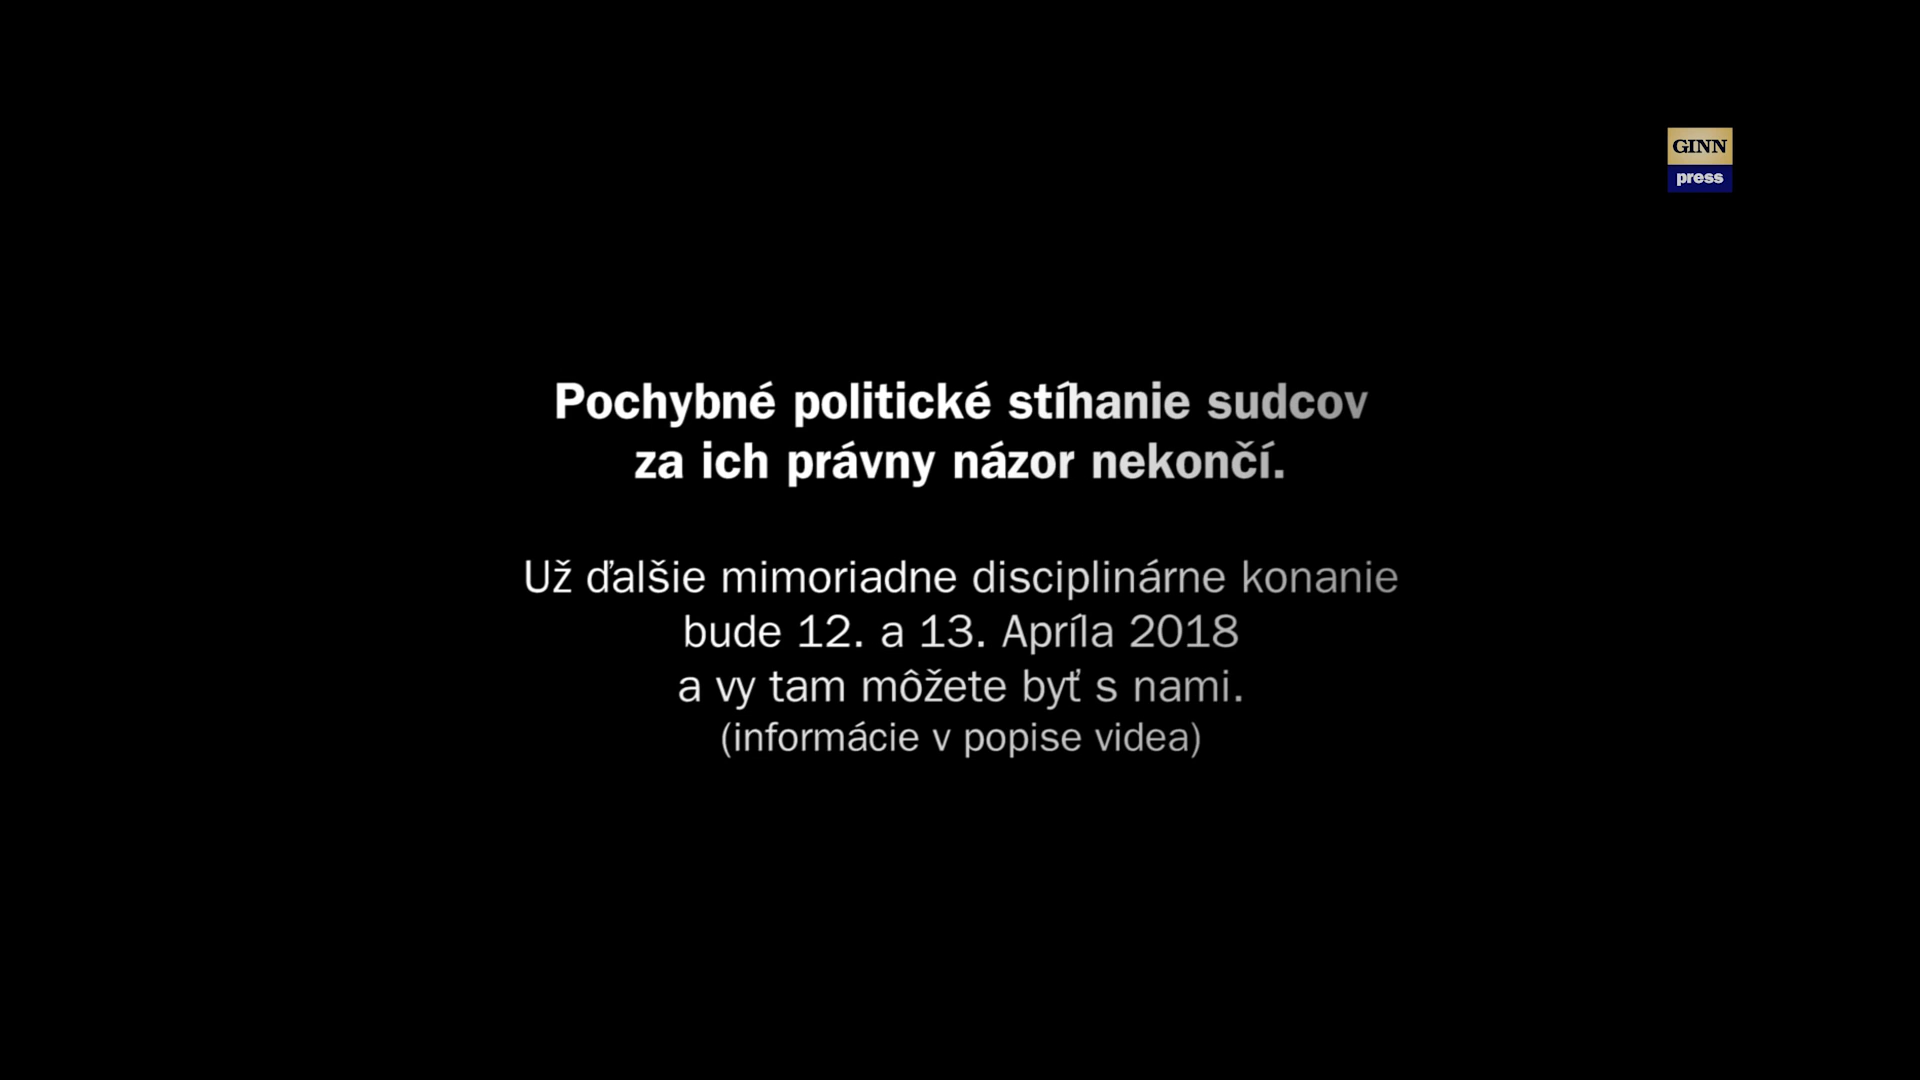 GINN
press
Pochybné politické stíhanie sudcov
za ich právny názor nekončí.
Už ďalšie mimoriadne disciplinárne konanie
bude 12. a 13. Apríla 2018
a vy tam môžete byť s nami.
(informácie v popise videa)